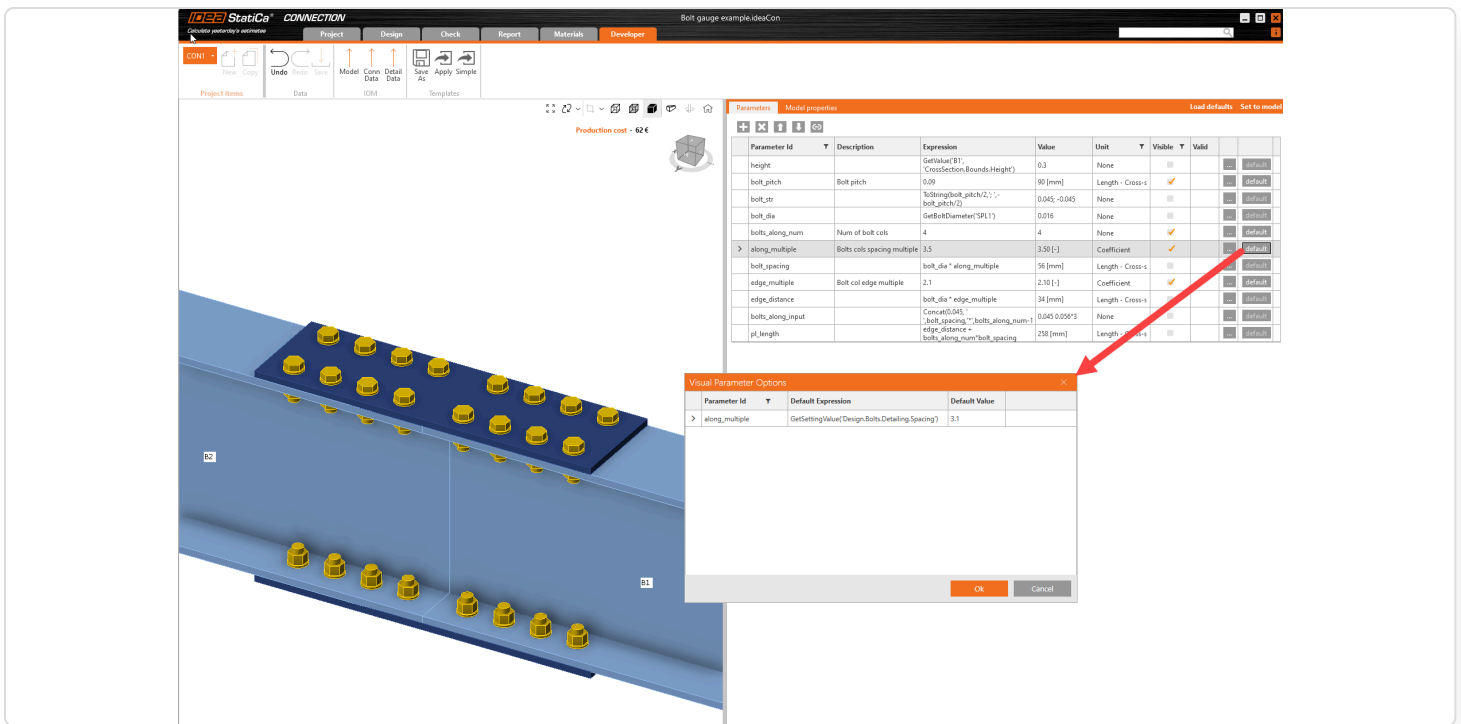 IDEA StatiCa® CONNECTION
Bolt gauge example.ideaCon
Calculate yesterday's estimates
Project Design Check Report Materials Developer
CON1
New Copy Undo Redo Save Model Conn Data Detail Data Save As Apply Simple
Project Items Data IOM Templates
Production cost - 62 €
Parameters Model properties Load defaults Set to model
Parameter Id Description Expression Value Unit Visible Valid
height GetValue('B1', 'CrossSection.Bounds.Height') 0.3 None ... default
bolt_pitch Bolt pitch 0.09 90 [mm] Length - Cross-s ... default
bolt_str ToString(bolt_pitch/2,'; ',-bolt_pitch/2) 0.045; -0.045 None ... default
bolt_dia GetBoltDiameter('SPL1') 0.016 None ... default
bolts_along_num Num of bolt cols 4 4 None ... default
> along_multiple Bolts cols spacing multiple 3.5 3.50 [-] Coefficient ... default
bolt_spacing bolt_dia * along_multiple 56 [mm] Length - Cross-s ... default
edge_multiple Bolt col edge multiple 2.1 2.10 [-] Coefficient ... default
edge_distance bolt_dia * edge_multiple 34 [mm] Length - Cross-s ... default
bolts_along_input Concat(0.045, ' ',bolt_spacing,'*',bolts_along_num-1 0.045 0.056*3 None ... default
pl_length edge_distance + bolts_along_num*bolt_spacing 258 [mm] Length - Cross-s ... default
Visual Parameter Options
Parameter Id Default Expression Default Value
> along_multiple GetSettingValue('Design.Bolts.Detailing.Spacing') 3.1
Ok Cancel
B2
B1